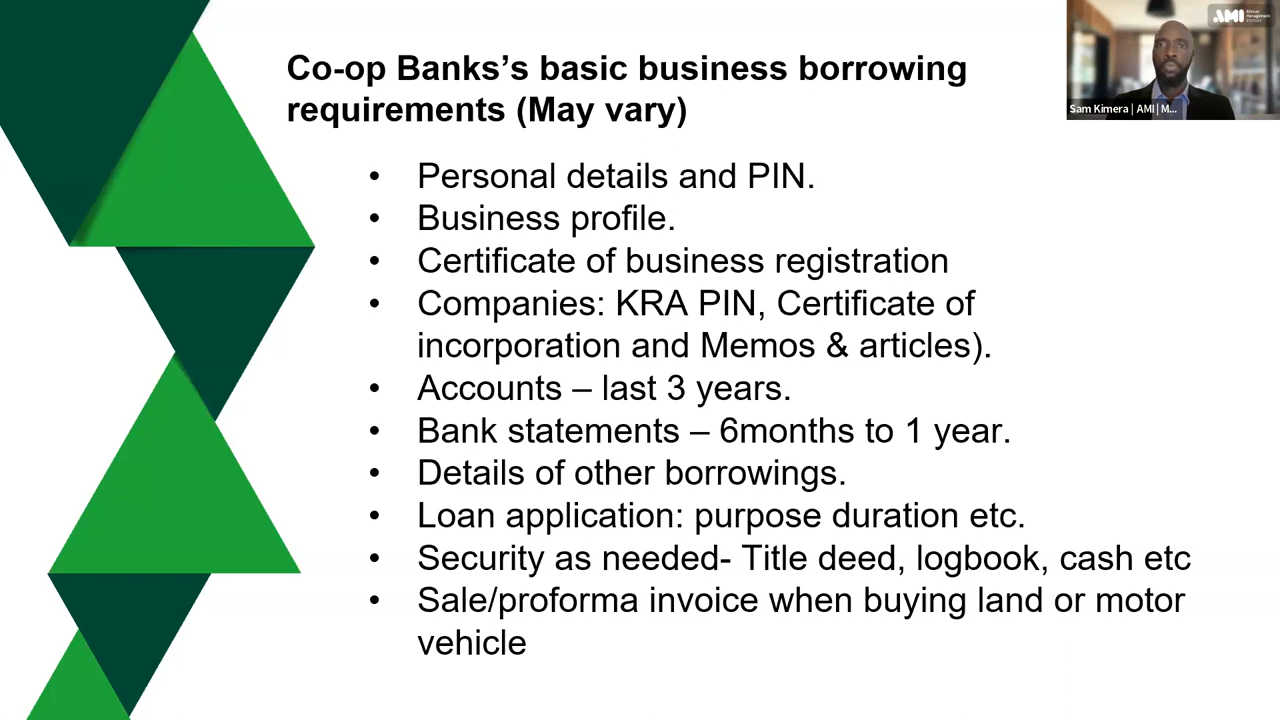 Co-op Banks's basic business borrowing
requirements (May vary)
• Personal details and PIN.
• Business profile.
• Certificate of business registration
• Companies: KRA PIN, Certificate of
incorporation and Memos & articles).
• Accounts – last 3 years.
• Bank statements – 6months to 1 year.
• Details of other borrowings.
• Loan application: purpose duration etc.
• Security as needed- Title deed, logbook, cash etc
• Sale/proforma invoice when buying land or motor
vehicle
AMI
African
Management
Institute
Sam Kimera | AMI | M...